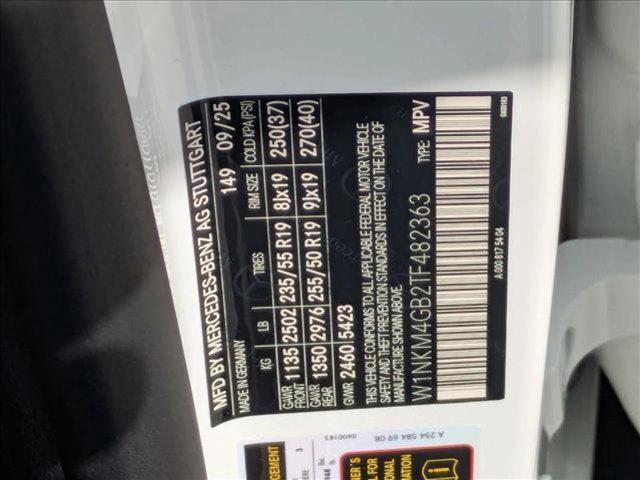 MFD BY MERCEDES-BENZ AG STUTTGART
MADE IN GERMANY 149 09/25
KG LB TIRES RIM SIZE COLD KPA(PSI)
GAWR FRONT 1135 2502 235/55 R19 8Jx19 250(37)
GAWR REAR 1350 2976 255/50 R19 9Jx19 270(40)
GVWR 2460 5423
THIS VEHICLE CONFORMS TO ALL APPLICABLE FEDERAL MOTOR VEHICLE
SAFETY AND THEFT PREVENTION STANDARDS IN EFFECT ON THE DATE OF
MANUFACTURE SHOWN ABOVE.
W1NKM4GB2TF482363 TYPE: MPV
A 000 817 54 04 0600183
A 254 584 69 08
0600183